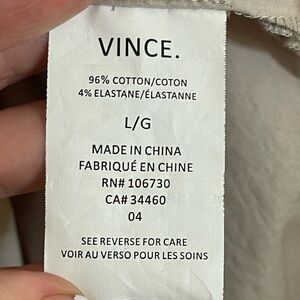 VINCE.
96% COTTON/COTON
4% ELASTANE/ÉLASTANNE
L/G
MADE IN CHINA
FABRIQUÉ EN CHINE
RN# 106730
CA# 34460
04
SEE REVERSE FOR CARE
VOIR AU VERSO POUR LES SOINS